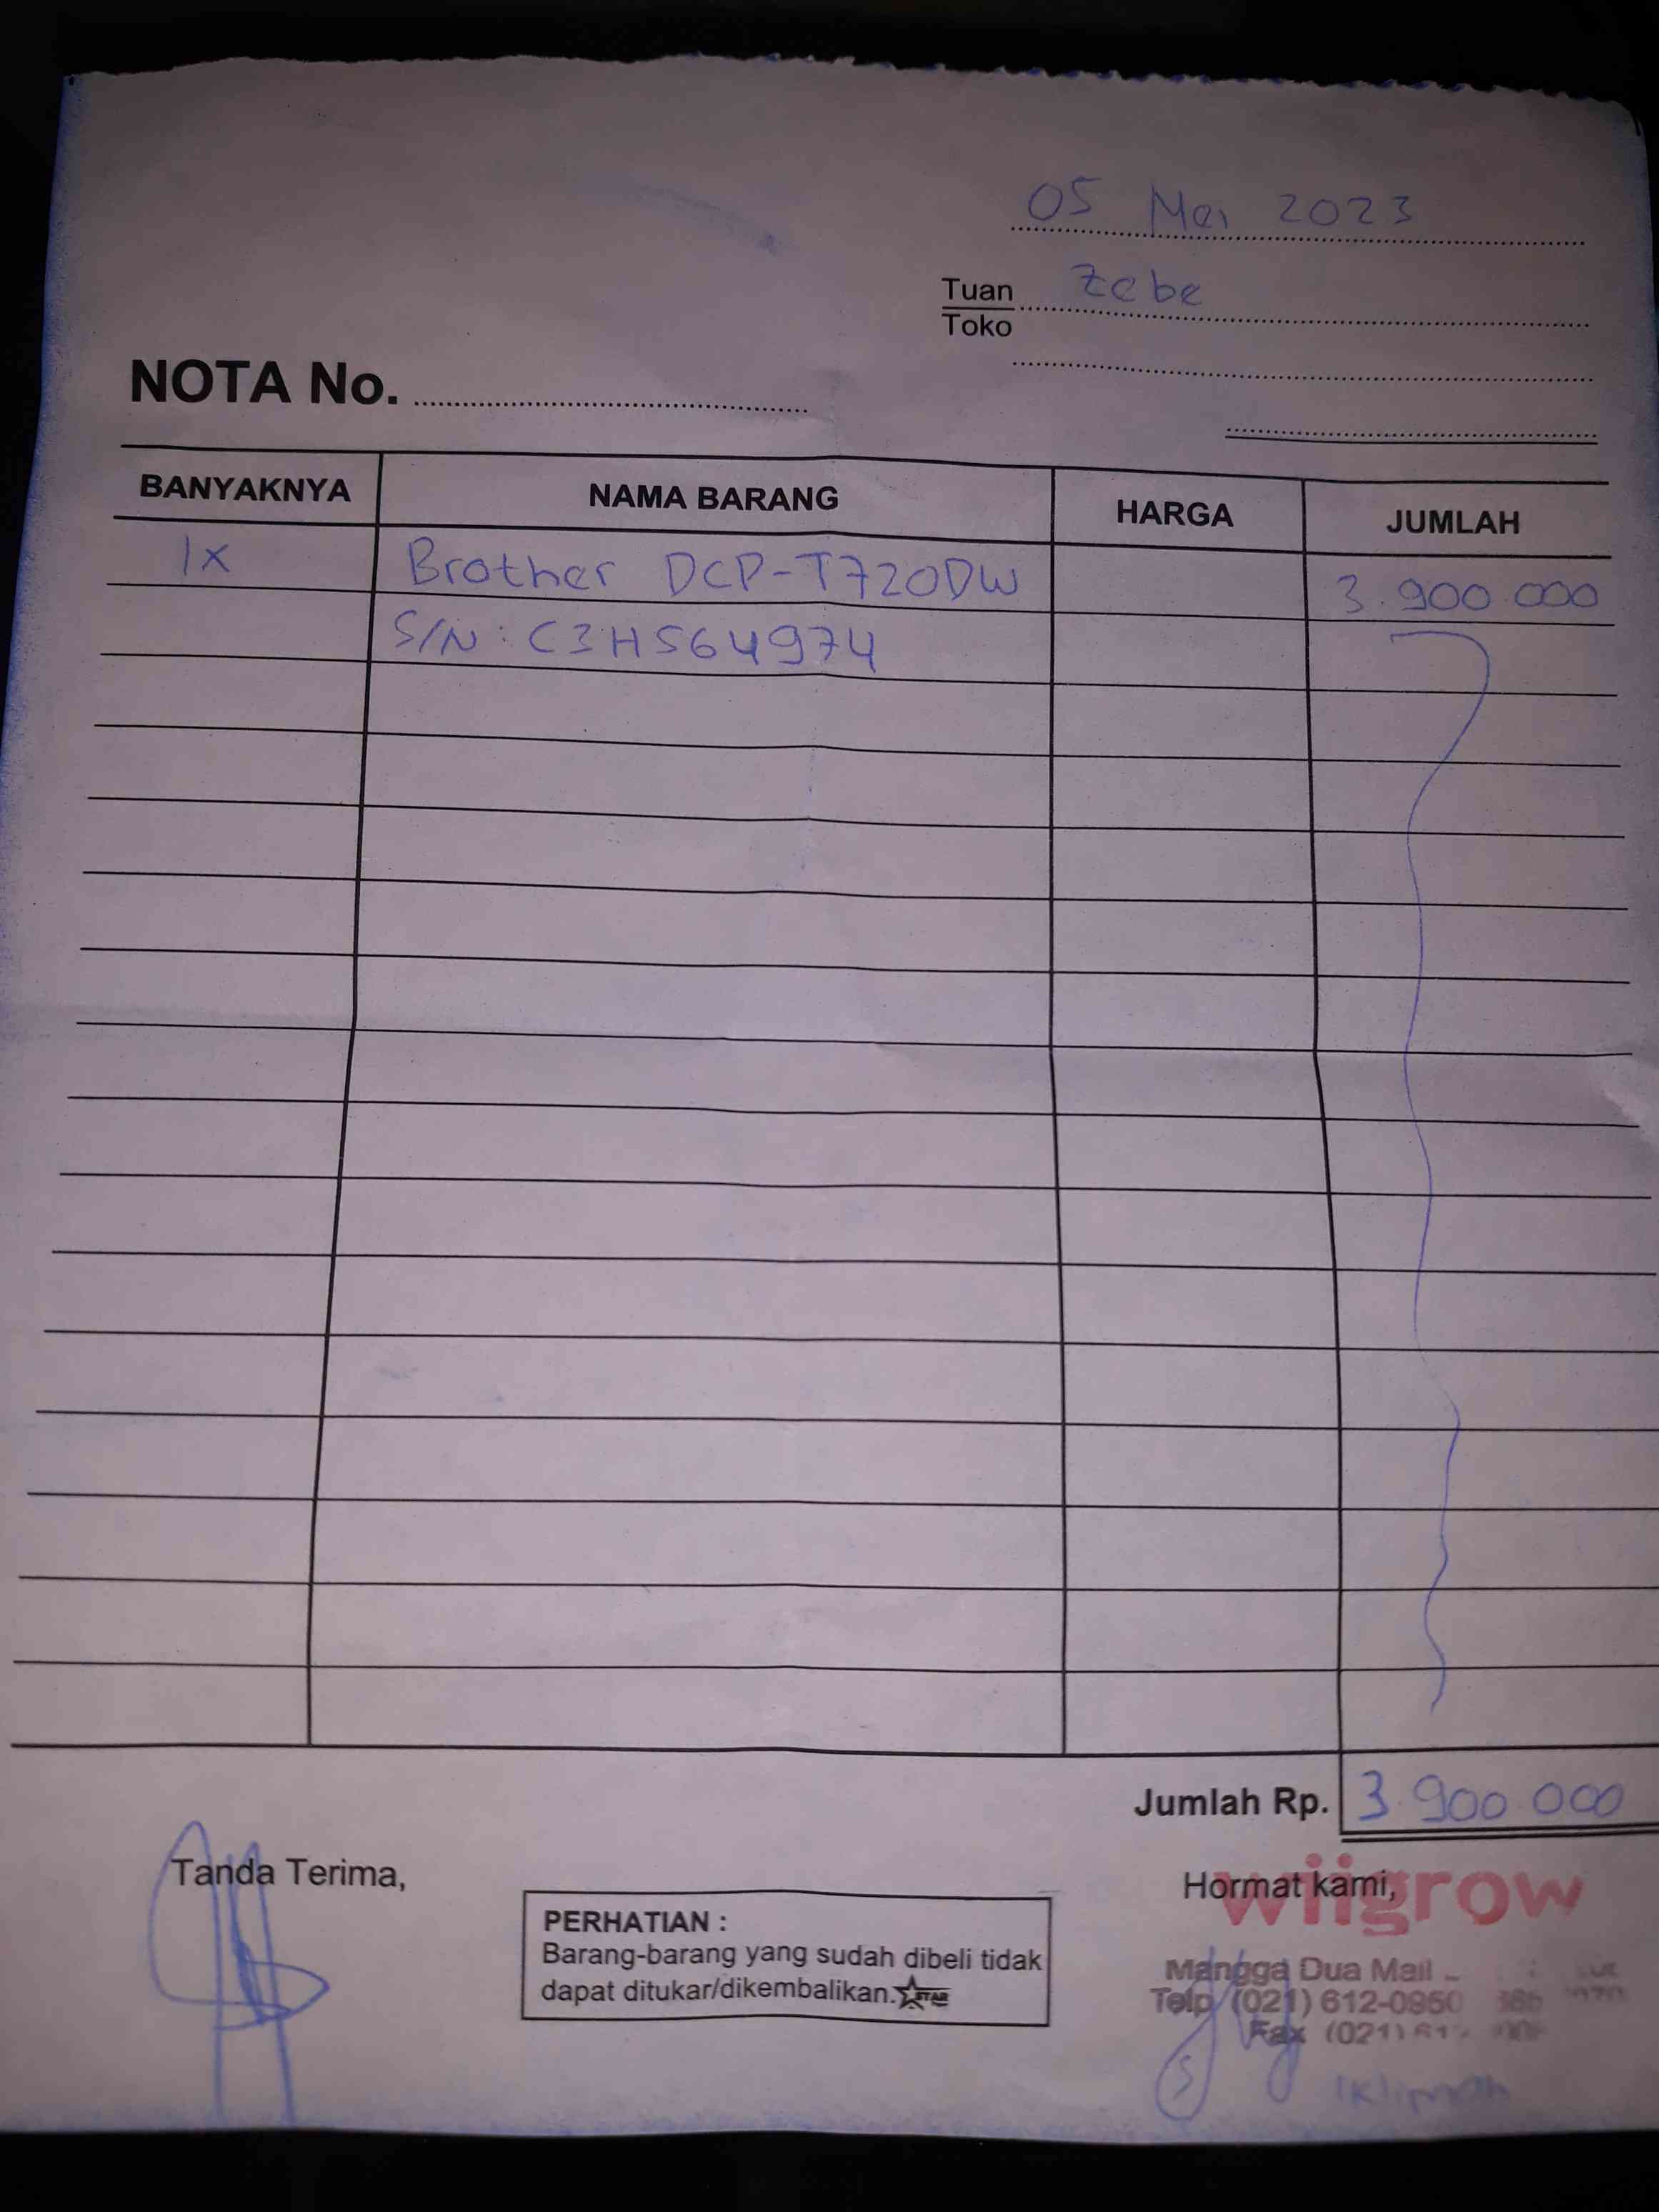 05 Mei 2023
Tuan Zebe
Toko
NOTA No.
BANYAKNYA NAMA BARANG HARGA JUMLAH
1x Brother DCP-T720DW 3.900.000
S/N: C3H564974
Jumlah Rp. 3.900.000
Tanda Terima,
Hormat kami,
wiigrow
PERHATIAN :
Barang-barang yang sudah dibeli tidak
dapat ditukar/dikembalikan. STAR
Mangga Dua Mall
Telp (021) 612-0950
Fax (021)